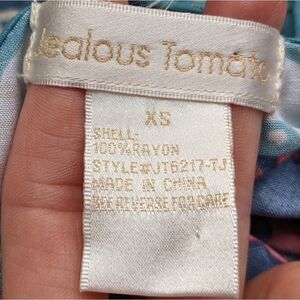 Jealous Tomato
XS
SHELL:
100%RAYON
STYLE#JT6217-TJ
MADE IN CHINA
SEE REVERSE FOR CARE